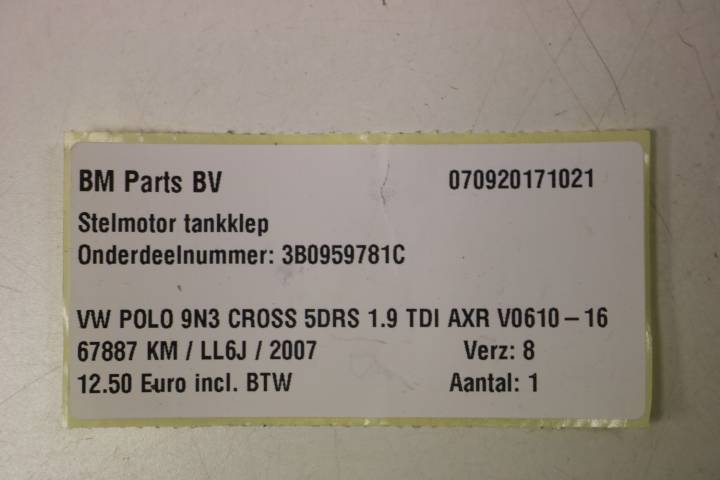 BM Parts BV 070920171021
Stelmotor tankklep
Onderdeelnummer: 3B0959781C
VW POLO 9N3 CROSS 5DRS 1.9 TDI AXR V0610-16
67887 KM / LL6J / 2007 Verz: 8
12.50 Euro incl. BTW Aantal: 1